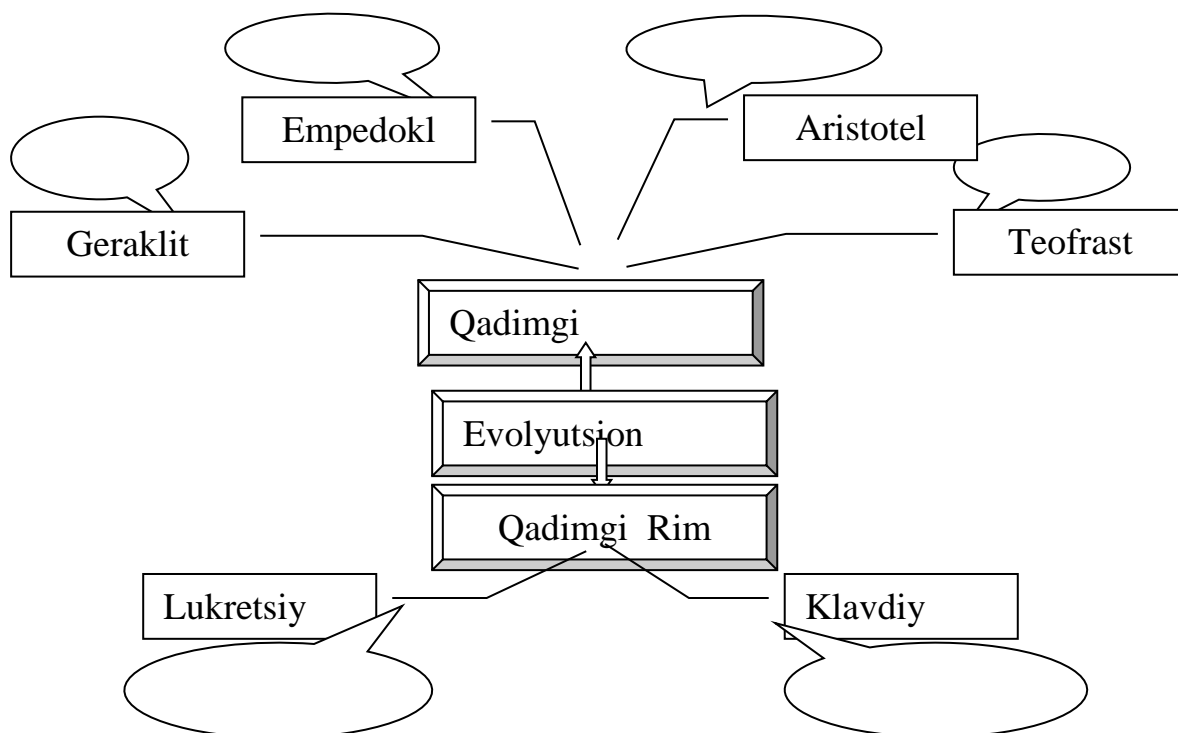 Empedokl
Aristotel
Geraklit
Teofrast
Qadimgi
Evolyutsion
Qadimgi Rim
Lukretsiy
Klavdiy